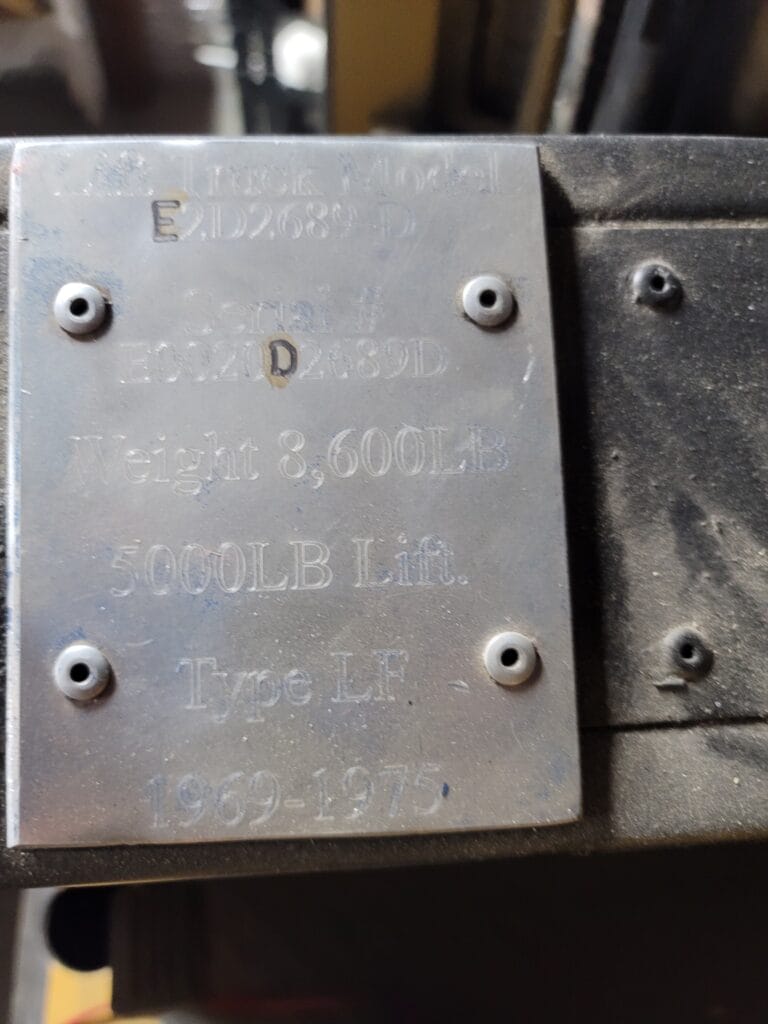 Lift Truck Model
E2D2689-D
Serial #
E0020D2689D
Weight 8,600LB
5000LB Lift.
Type LF
1969-1975